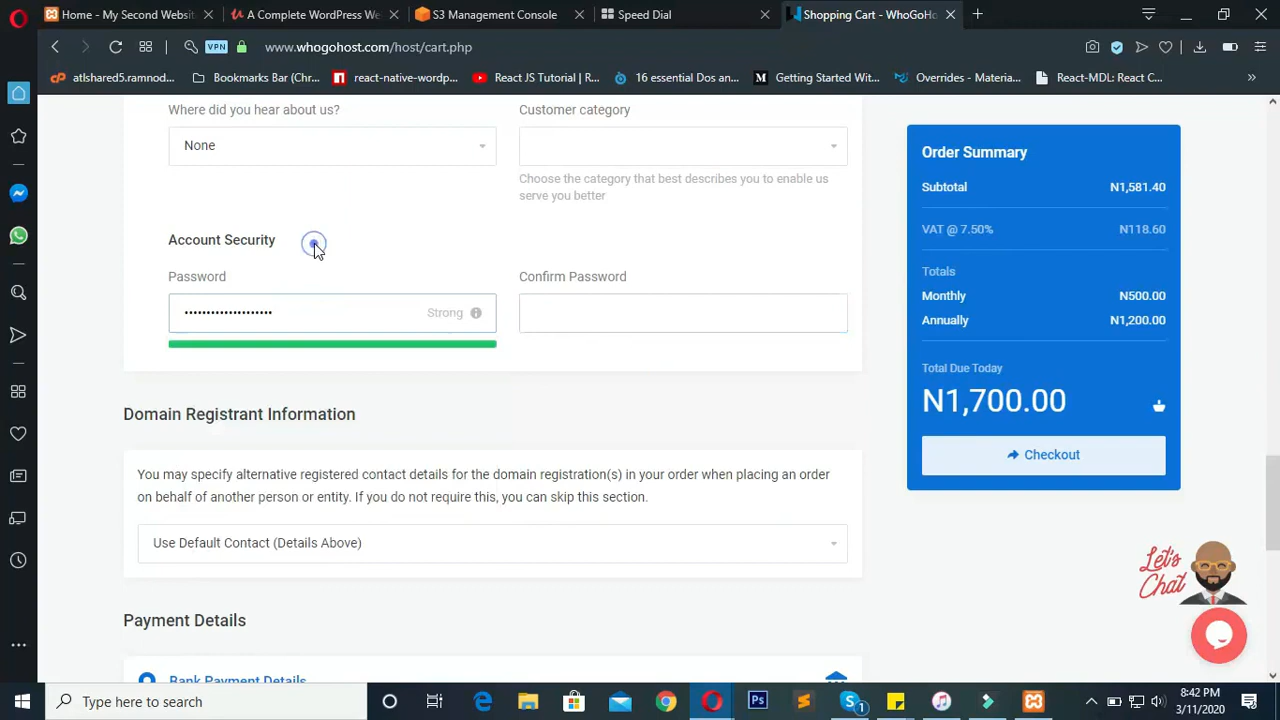 Home - My Second Websit
A Complete WordPress We
S3 Management Console
Speed Dial
Shopping Cart - WhoGoHo
VPN
www.whogohost.com/host/cart.php
atlshared5.ramnod...
Bookmarks Bar (Chr...
react-native-wordp...
React JS Tutorial | R...
16 essential Dos an...
Getting Started Wit...
Overrides - Materia...
React-MDL: React C...
Where did you hear about us?
Customer category
None
Choose the category that best describes you to enable us
serve you better
Account Security
Password
Confirm Password
Strong
Domain Registrant Information
You may specify alternative registered contact details for the domain registration(s) in your order when placing an order
on behalf of another person or entity. If you do not require this, you can skip this section.
Use Default Contact (Details Above)
Payment Details
Bank Payment Details
Order Summary
Subtotal N1,581.40
VAT @ 7.50% N118.60
Totals
Monthly N500.00
Annually N1,200.00
Total Due Today
N1,700.00
Checkout
Let's
Chat
Type here to search
1
8:42 PM
3/11/2020